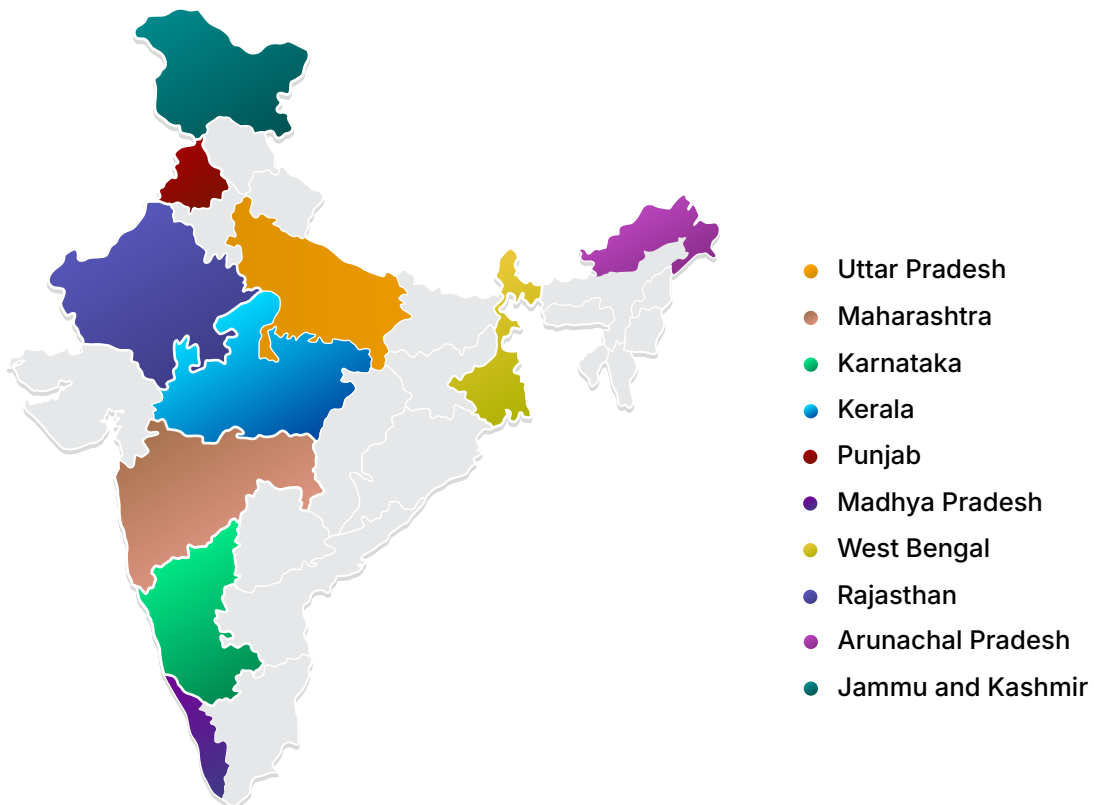 Uttar Pradesh
Maharashtra
Karnataka
Kerala
Punjab
Madhya Pradesh
West Bengal
Rajasthan
Arunachal Pradesh
Jammu and Kashmir